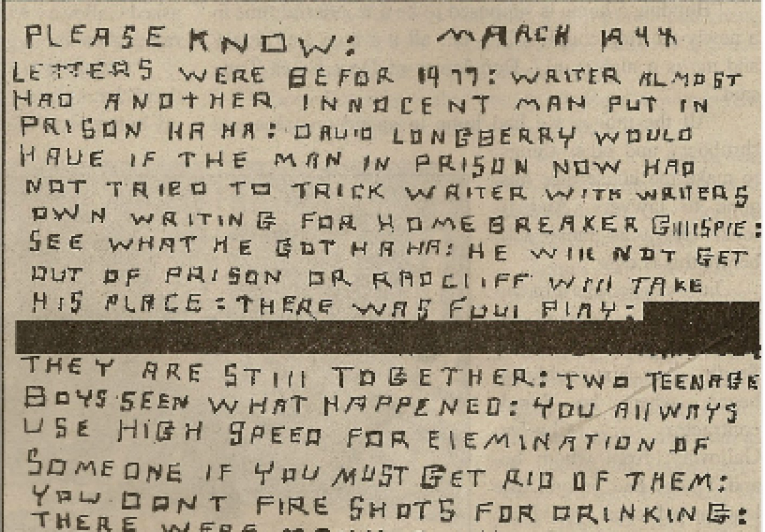 PLEASE KNOW: MARCH 1944
LETTERS WERE BEFOR 1977: WRITER ALMOST
HAD ANOTHER INNOCENT MAN PUT IN
PRISON HA HA: DAVID LONGBERRY WOULD
HAVE IF THE MAN IN PRISON NOW HAD
NOT TRIED TO TRICK WRITER WITH WRITERS
OWN WRITING FOR HOMEBREAKER GIllISPIE:
SEE WHAT HE GOT HA HA: HE WIll NOT GET
OUT OF PRISON OR RADClIFF WIll TAKE
HIS PLACE: THERE WAS FOUl PlAY:
THEY ARE STIll TOGETHER: TWO TEENAGE
BOYS SEEN WHAT HAPPENED: YOU AllWAYS
USE HIGH SPEED FOR ElEMINATION OF
SOMEONE IF YOU MUST GET RID OF THEM:
YOU DONT FIRE SHOTS FOR DRINKING:
THERE WERE